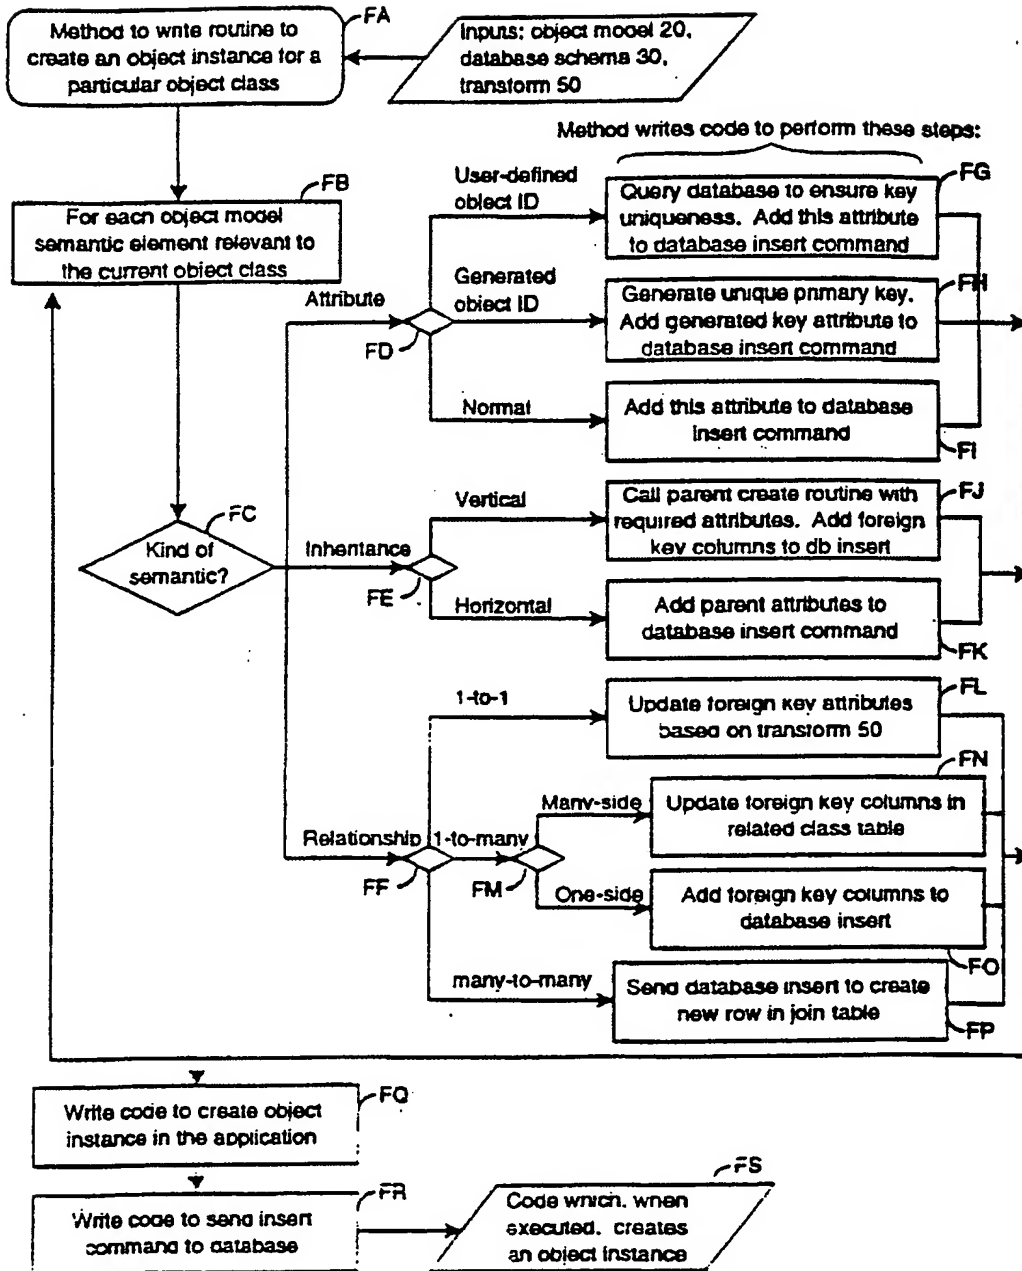 FA
Method to write routine to
create an object instance for a
particular object class
Inputs: object model 20,
database schema 30,
transform 50
Method writes code to perform these steps:
FB
For each object model
semantic element relevant to
the current object class
FC
Kind of
semantic?
Attribute
FD
User-defined
object ID
FG
Query database to ensure key
uniqueness. Add this attribute
to database insert command
Generated
object ID
FH
Generate unique primary key.
Add generated key attribute to
database insert command
Normal
Add this attribute to database
insert command
FI
Inheritance
FE
Vertical
FJ
Call parent create routine with
required attributes. Add foreign
key columns to db insert
Horizontal
Add parent attributes to
database insert command
FK
Relationship
FF
1-to-1
FL
Update foreign key attributes
based on transform 50
1-to-many
FM
Many-side
FN
Update foreign key columns in
related class table
One-side
Add foreign key columns to
database insert
FO
many-to-many
Send database insert to create
new row in join table
FP
FQ
Write code to create object
instance in the application
FR
Write code to send insert
command to database
FS
Code which, when
executed, creates
an object instance